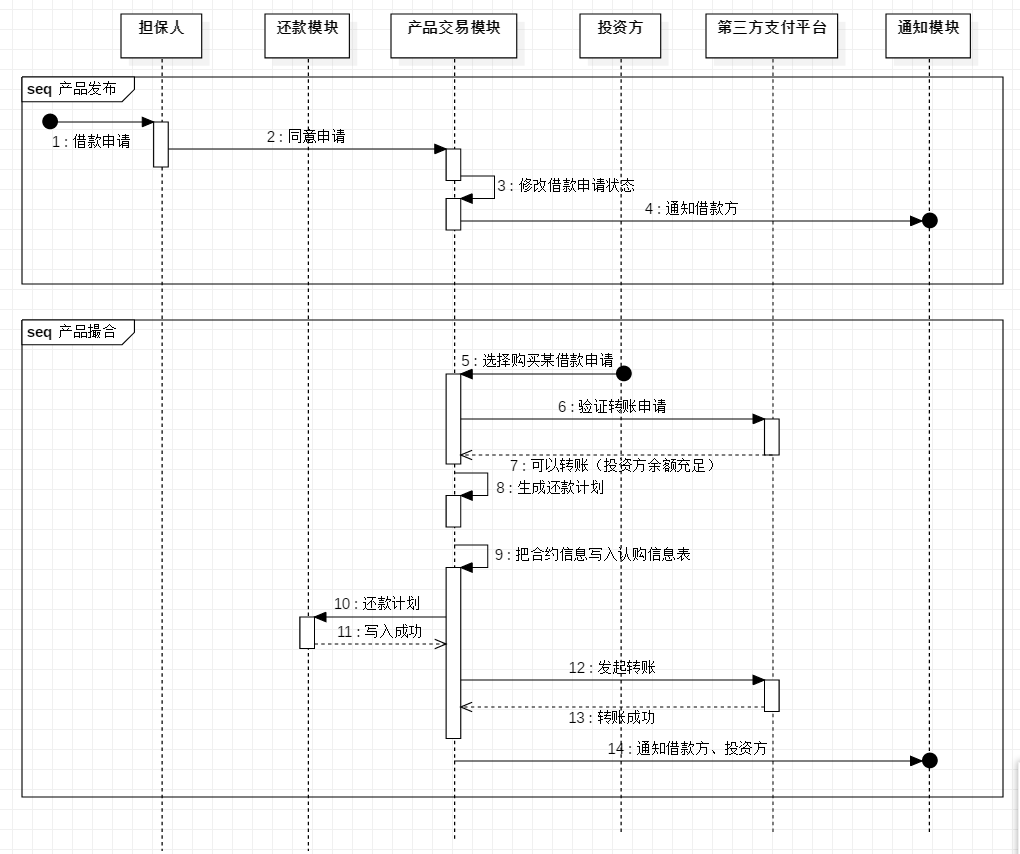 担保人
还款模块
产品交易模块
投资方
第三方支付平台
通知模块
seq 产品发布
1 : 借款申请
2 : 同意申请
3 : 修改借款申请状态
4 : 通知借款方
seq 产品撮合
5 : 选择购买某借款申请
6 : 验证转账申请
7 : 可以转账（投资方余额充足）
8 : 生成还款计划
9 : 把合约信息写入认购信息表
10 : 还款计划
11 : 写入成功
12 : 发起转账
13 : 转账成功
14 : 通知借款方、投资方